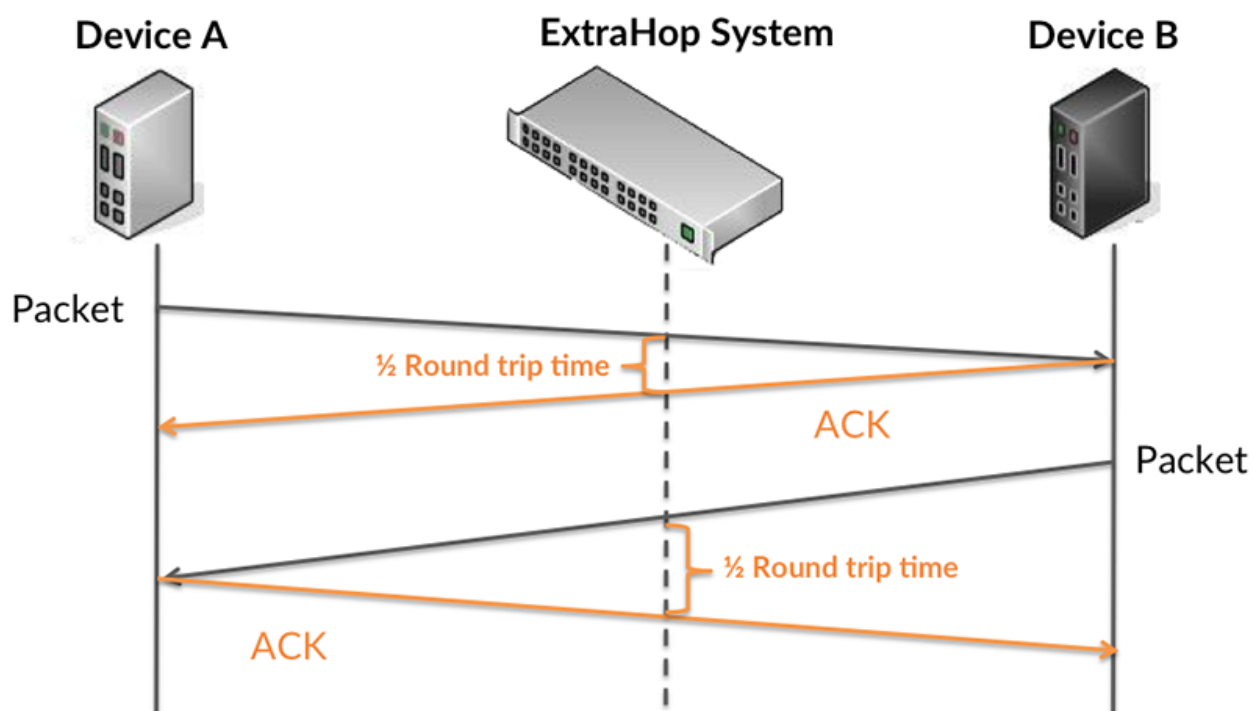 Device A
ExtraHop System
Device B
Packet
½ Round trip time
ACK
Packet
½ Round trip time
ACK